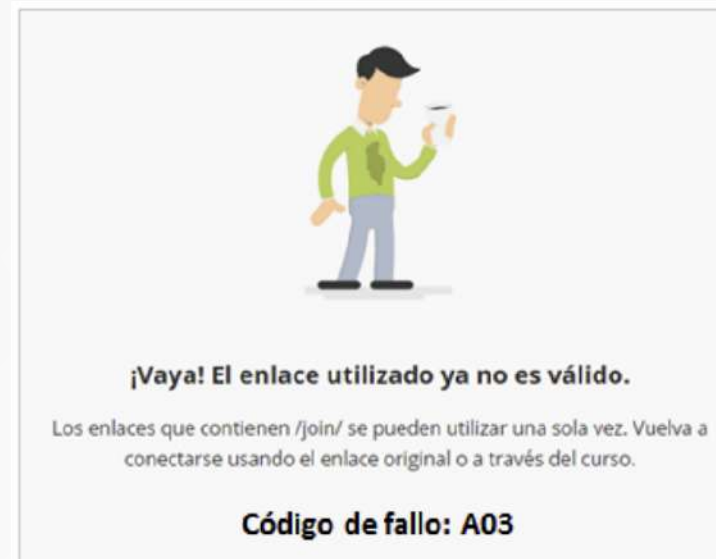 ¡Vaya! El enlace utilizado ya no es válido.
Los enlaces que contienen /join/ se pueden utilizar una sola vez. Vuelva a
conectarse usando el enlace original o a través del curso.
Código de fallo: A03